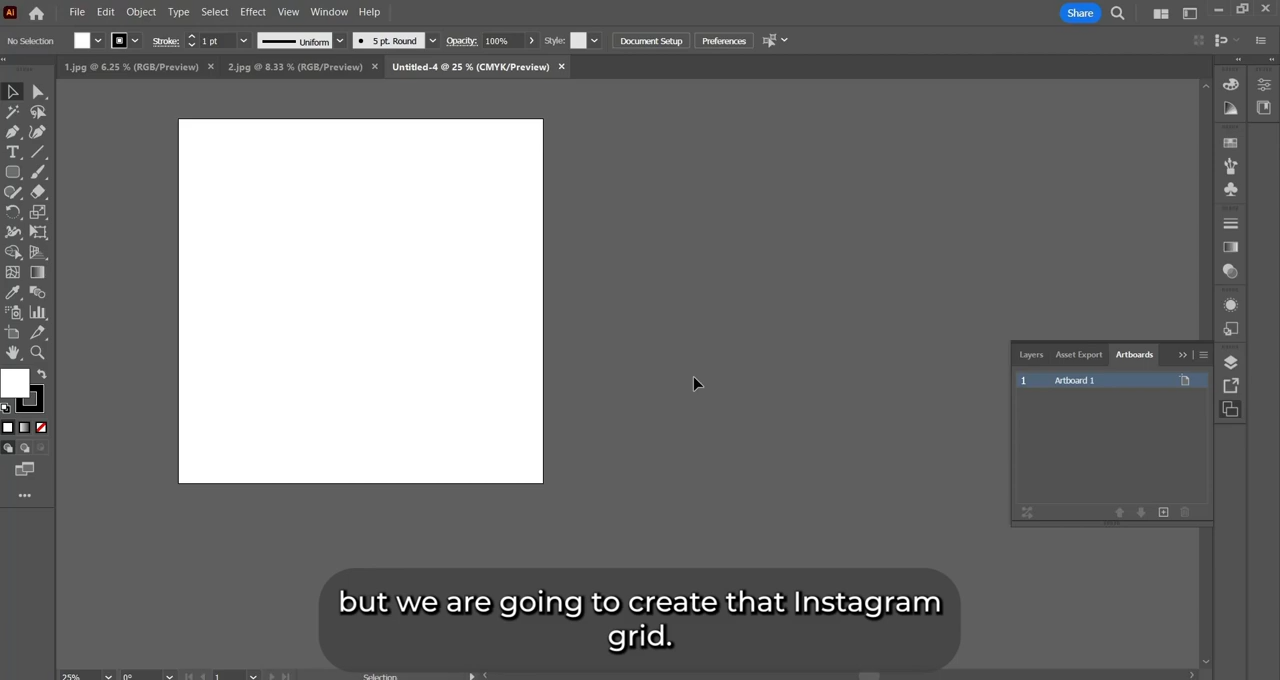 Ai File Edit Object Type Select Effect View Window Help Share
No Selection Stroke: 1 pt Uniform 5 pt. Round Opacity: 100% Style: Document Setup Preferences
1.jpg @ 6.25 % (RGB/Preview) × 2.jpg @ 8.33 % (RGB/Preview) × Untitled-4 @ 25 % (CMYK/Preview) ×
Layers Asset Export Artboards
1 Artboard 1
but we are going to create that Instagram
grid.
25% 0° 1 Selection